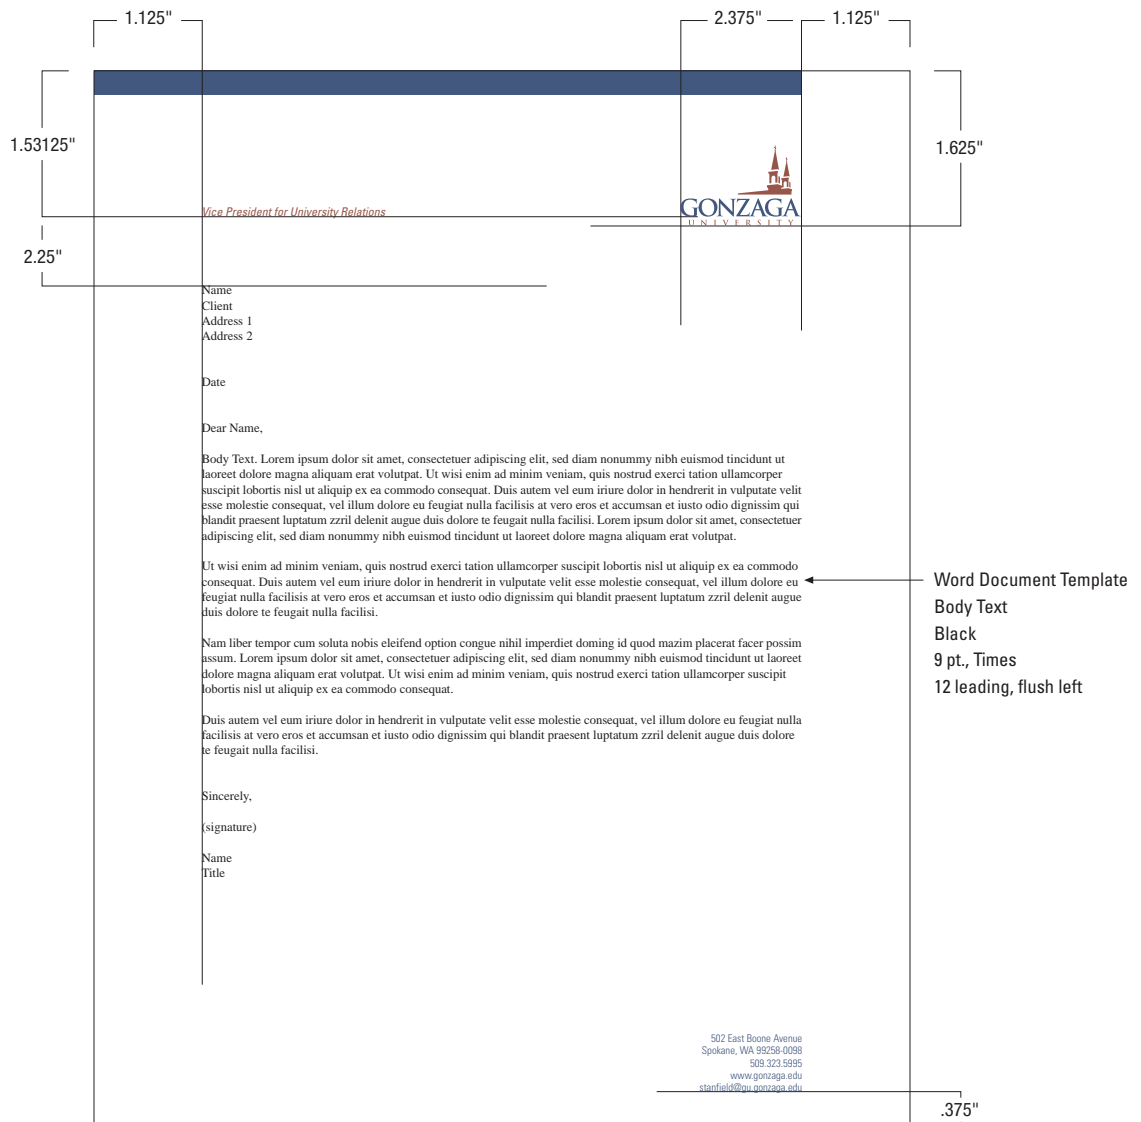 1.125" 2.375" 1.125"
1.53125"
1.625"
Vice President for University Relations
GONZAGA
UNIVERSITY
2.25"
Name
Client
Address 1
Address 2
Date
Dear Name,
Body Text. Lorem ipsum dolor sit amet, consectetuer adipiscing elit, sed diam nonummy nibh euismod tincidunt ut
laoreet dolore magna aliquam erat volutpat. Ut wisi enim ad minim veniam, quis nostrud exerci tation ullamcorper
suscipit lobortis nisl ut aliquip ex ea commodo consequat. Duis autem vel eum iriure dolor in hendrerit in vulputate velit
esse molestie consequat, vel illum dolore eu feugiat nulla facilisis at vero eros et accumsan et iusto odio dignissim qui
blandit praesent luptatum zzril delenit augue duis dolore te feugait nulla facilisi. Lorem ipsum dolor sit amet, consectetuer
adipiscing elit, sed diam nonummy nibh euismod tincidunt ut laoreet dolore magna aliquam erat volutpat.
Ut wisi enim ad minim veniam, quis nostrud exerci tation ullamcorper suscipit lobortis nisl ut aliquip ex ea commodo
consequat. Duis autem vel eum iriure dolor in hendrerit in vulputate velit esse molestie consequat, vel illum dolore eu
feugiat nulla facilisis at vero eros et accumsan et iusto odio dignissim qui blandit praesent luptatum zzril delenit augue
duis dolore te feugait nulla facilisi.
Nam liber tempor cum soluta nobis eleifend option congue nihil imperdiet doming id quod mazim placerat facer possim
assum. Lorem ipsum dolor sit amet, consectetuer adipiscing elit, sed diam nonummy nibh euismod tincidunt ut laoreet
dolore magna aliquam erat volutpat. Ut wisi enim ad minim veniam, quis nostrud exerci tation ullamcorper suscipit
lobortis nisl ut aliquip ex ea commodo consequat.
Duis autem vel eum iriure dolor in hendrerit in vulputate velit esse molestie consequat, vel illum dolore eu feugiat nulla
facilisis at vero eros et accumsan et iusto odio dignissim qui blandit praesent luptatum zzril delenit augue duis dolore
te feugait nulla facilisi.
Sincerely,
(signature)
Name
Title
Word Document Template
Body Text
Black
9 pt., Times
12 leading, flush left
502 East Boone Avenue
Spokane, WA 99258-0098
509.323.5995
www.gonzaga.edu
stanfield@gu.gonzaga.edu
.375"